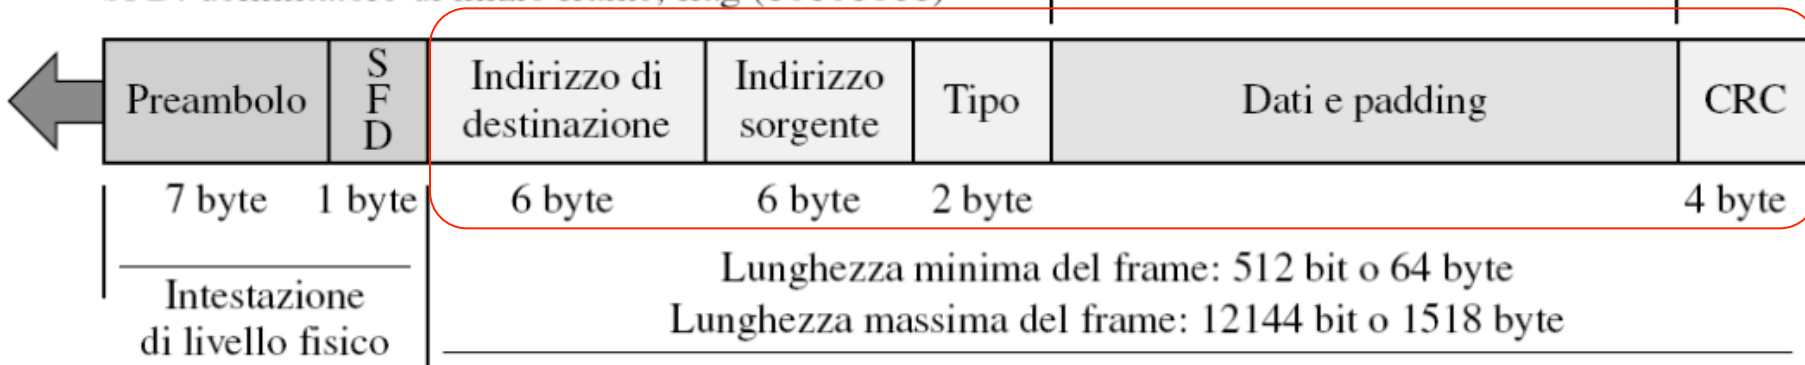 Preambolo
S
F
D
Indirizzo di
destinazione
Indirizzo
sorgente
Tipo
Dati e padding
CRC
7 byte
1 byte
6 byte
6 byte
2 byte
4 byte
Intestazione
di livello fisico
Lunghezza minima del frame: 512 bit o 64 byte
Lunghezza massima del frame: 12144 bit o 1518 byte